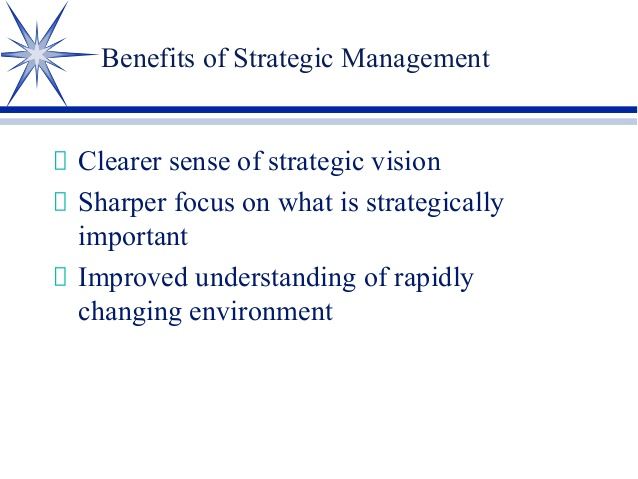 Benefits of Strategic Management
Clearer sense of strategic vision
Sharper focus on what is strategically
important
Improved understanding of rapidly
changing environment